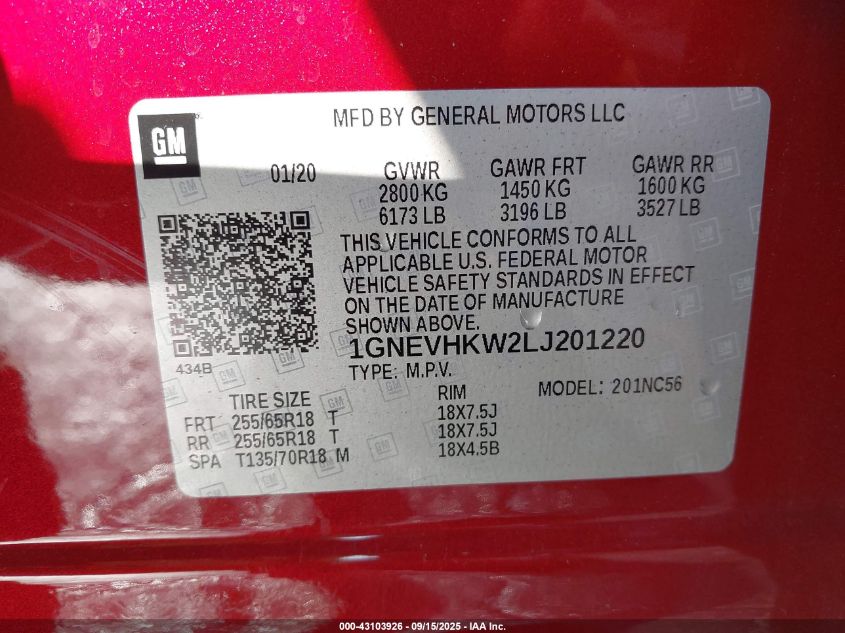 MFD BY GENERAL MOTORS LLC
GM
01/20 GVWR GAWR FRT GAWR RR
2800 KG 1450 KG 1600 KG
6173 LB 3196 LB 3527 LB
THIS VEHICLE CONFORMS TO ALL
APPLICABLE U.S. FEDERAL MOTOR
VEHICLE SAFETY STANDARDS IN EFFECT
ON THE DATE OF MANUFACTURE
SHOWN ABOVE.
1GNEVHKW2LJ201220
434B
TYPE: M.P.V. MODEL: 201NC56
TIRE SIZE RIM
FRT 255/65R18 T 18X7.5J
RR 255/65R18 T 18X7.5J
SPA T135/70R18 M 18X4.5B
000-43103926 - 09/15/2025 - IAA Inc.